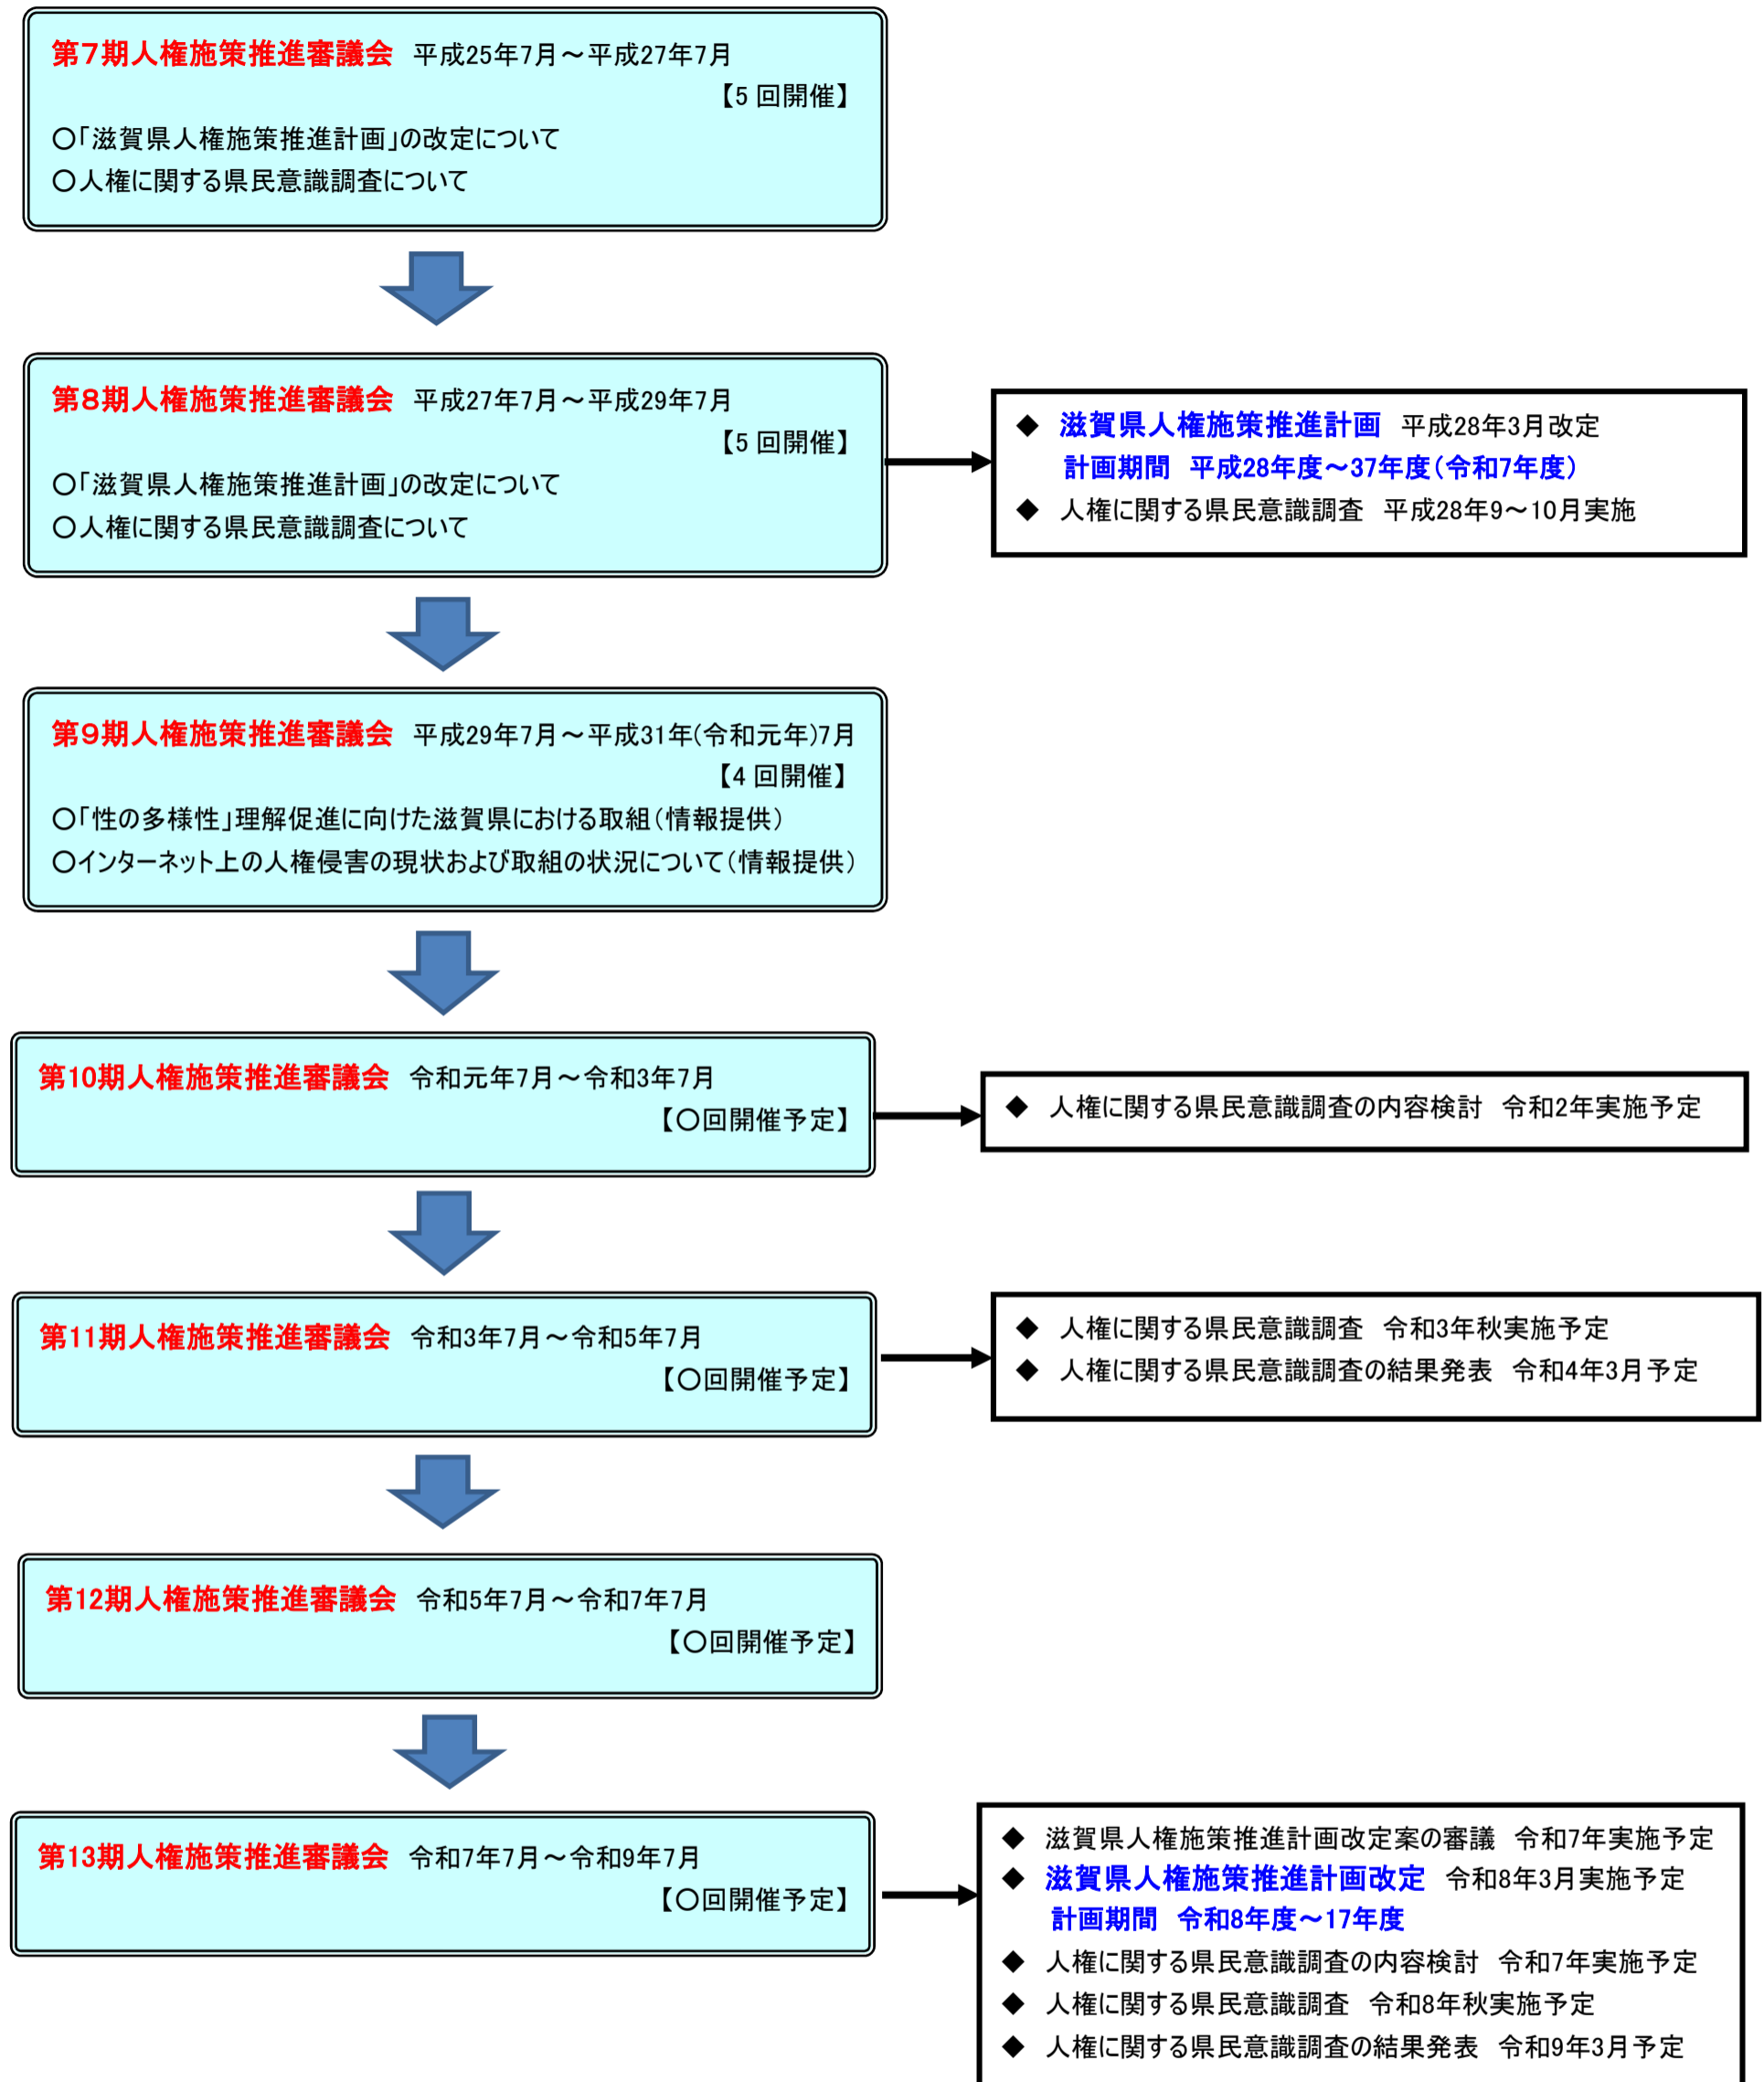 第7期人権施策推進審議会　平成25年7月～平成27年7月
【5 回開催】
○「滋賀県人権施策推進計画」の改定について
○人権に関する県民意識調査について
第8期人権施策推進審議会　平成27年7月～平成29年7月
【5 回開催】
○「滋賀県人権施策推進計画」の改定について
○人権に関する県民意識調査について
◆　滋賀県人権施策推進計画　平成28年3月改定
計画期間　平成28年度～37年度（令和7年度）
◆　人権に関する県民意識調査　平成28年9～10月実施
第9期人権施策推進審議会　平成29年7月～平成31年(令和元年)7月
【4 回開催】
○「性の多様性」理解促進に向けた滋賀県における取組（情報提供）
○インターネット上の人権侵害の現状および取組の状況について（情報提供）
第10期人権施策推進審議会　令和元年7月～令和3年7月
【○回開催予定】
◆　人権に関する県民意識調査の内容検討　令和2年実施予定
第11期人権施策推進審議会　令和3年7月～令和5年7月
【○回開催予定】
◆　人権に関する県民意識調査　令和3年秋実施予定
◆　人権に関する県民意識調査の結果発表　令和4年3月予定
第12期人権施策推進審議会　令和5年7月～令和7年7月
【○回開催予定】
第13期人権施策推進審議会　令和7年7月～令和9年7月
【○回開催予定】
◆　滋賀県人権施策推進計画改定案の審議　令和7年実施予定
◆　滋賀県人権施策推進計画改定　令和8年3月実施予定
計画期間　令和8年度～17年度
◆　人権に関する県民意識調査の内容検討　令和7年実施予定
◆　人権に関する県民意識調査　令和8年秋実施予定
◆　人権に関する県民意識調査の結果発表　令和9年3月予定